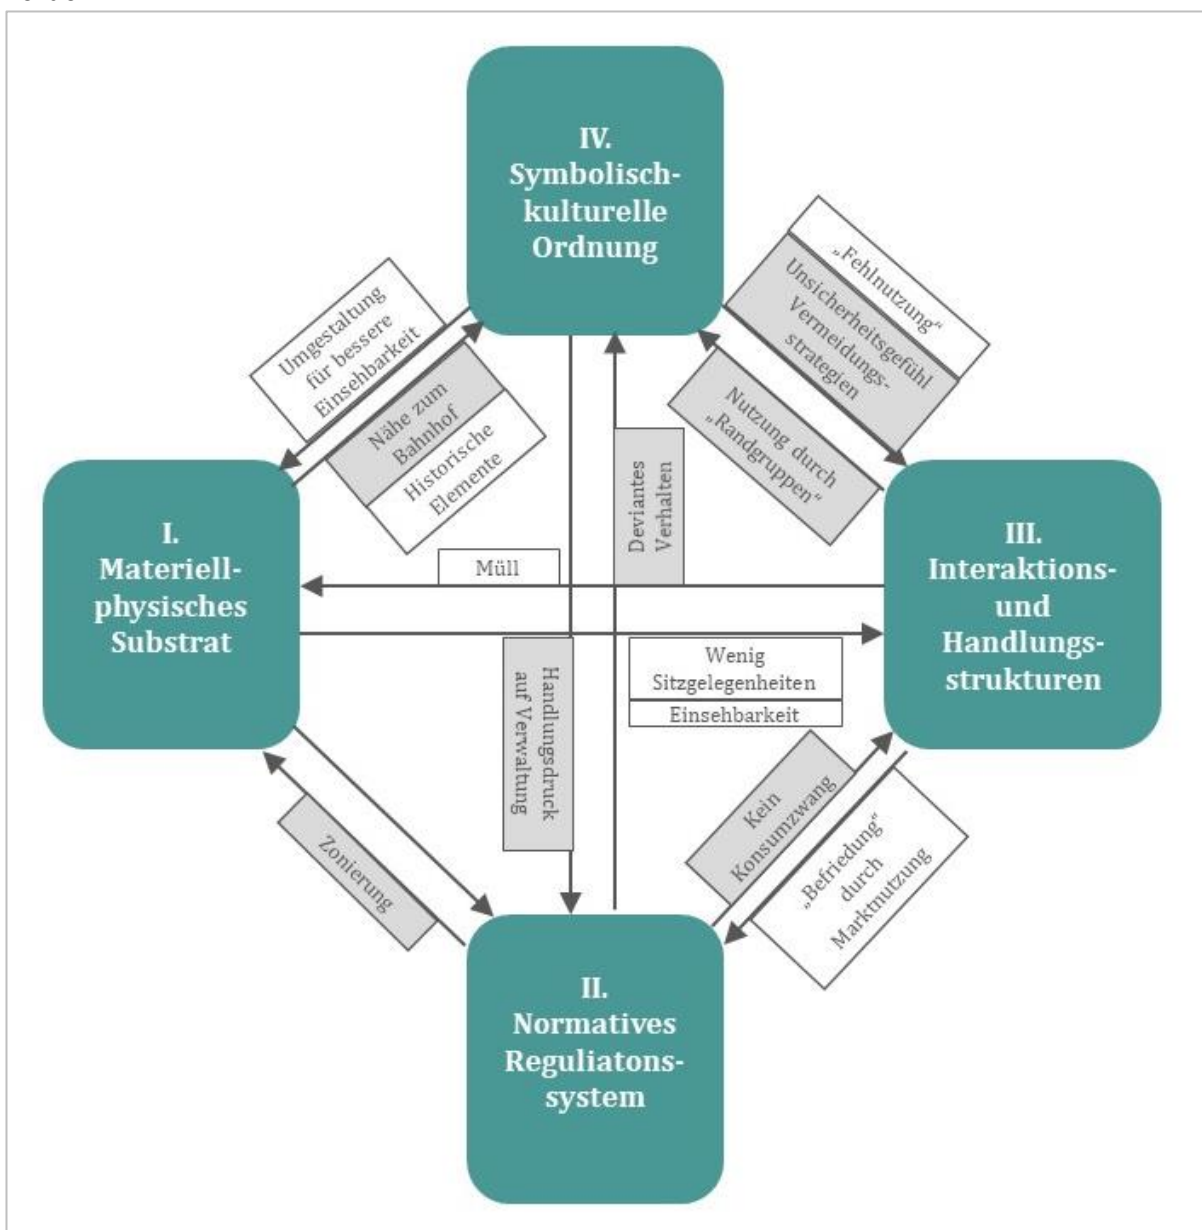 IV.
Symbolisch-
kulturelle
Ordnung
„Fehlnutzung“
Unsicherheitsgefühl
Vermeidungs-
strategien
Umgestaltung
für bessere
Einsehbarkeit
Nähe zum
Bahnhof
Historische
Elemente
Nutzung durch
„Randgruppen“
Deviantes
Verhalten
I.
Materiell-
physisches
Substrat
III.
Interaktions-
und
Handlungs-
strukturen
Müll
Wenig
Sitzgelegenheiten
Einsehbarkeit
Handlungsdruck
auf Verwaltung
Zonierung
Kein
Konsumzwang
„Befriedung“
durch
Marktnutzung
II.
Normatives
Reguliatons-
system